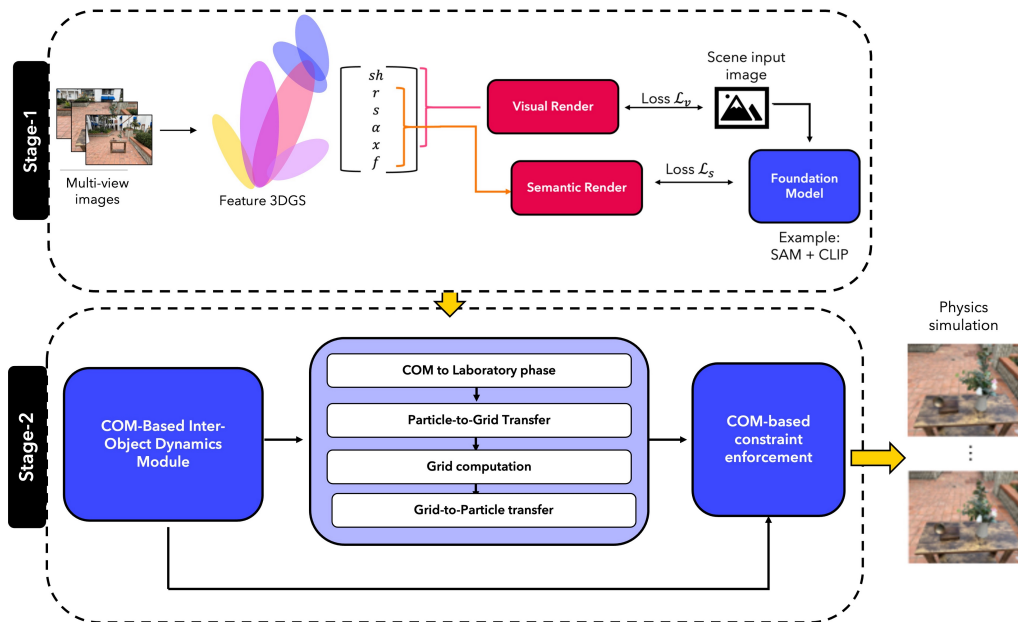 Stage-1
Multi-view
images
Feature 3DGS
sh
r
s
α
x
f
Visual Render
Loss ℒᵥ
Scene input
image
Semantic Render
Loss ℒₛ
Foundation
Model
Example:
SAM + CLIP
Stage-2
COM-Based Inter-
Object Dynamics
Module
COM to Laboratory phase
Particle-to-Grid Transfer
Grid computation
Grid-to-Particle transfer
COM-based
constraint
enforcement
Physics
simulation